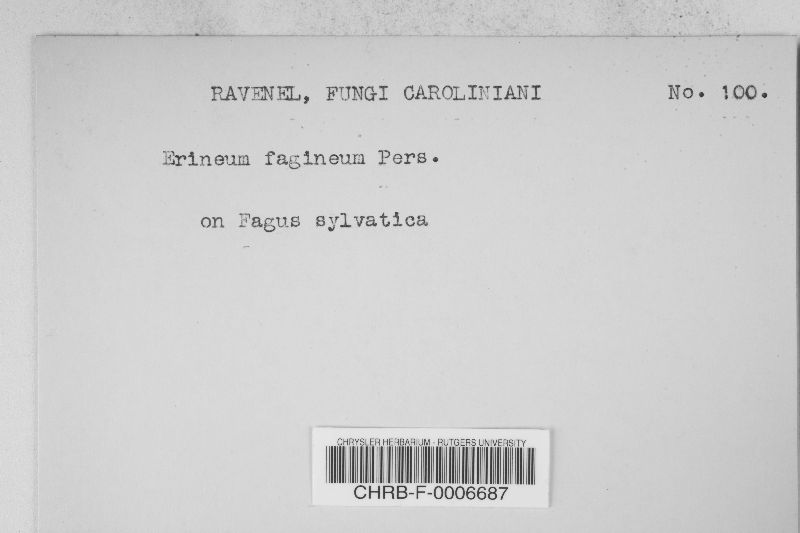 RAVENEL, FUNGI CAROLINIANI No. 100.
Erineum fagineum Pers.
on Fagus sylvatica
CHRYSLER HERBARIUM - RUTGERS UNIVERSITY
CHRB-F-0006687